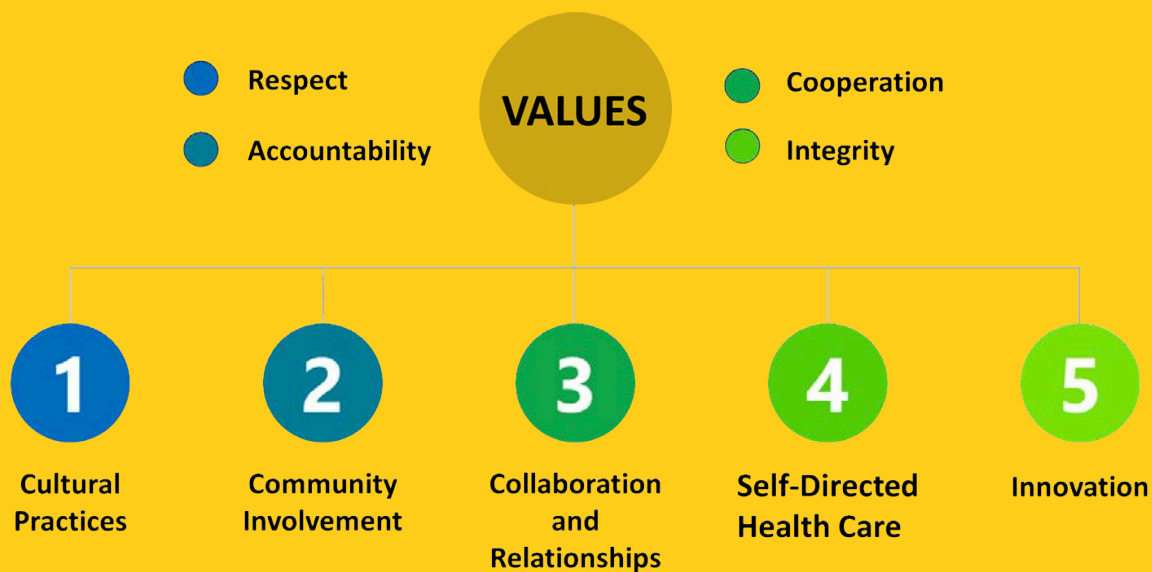 VALUES
Respect
Accountability
Cooperation
Integrity
1
2
3
4
5
Cultural
Practices
Community
Involvement
Collaboration
and
Relationships
Self-Directed
Health Care
Innovation